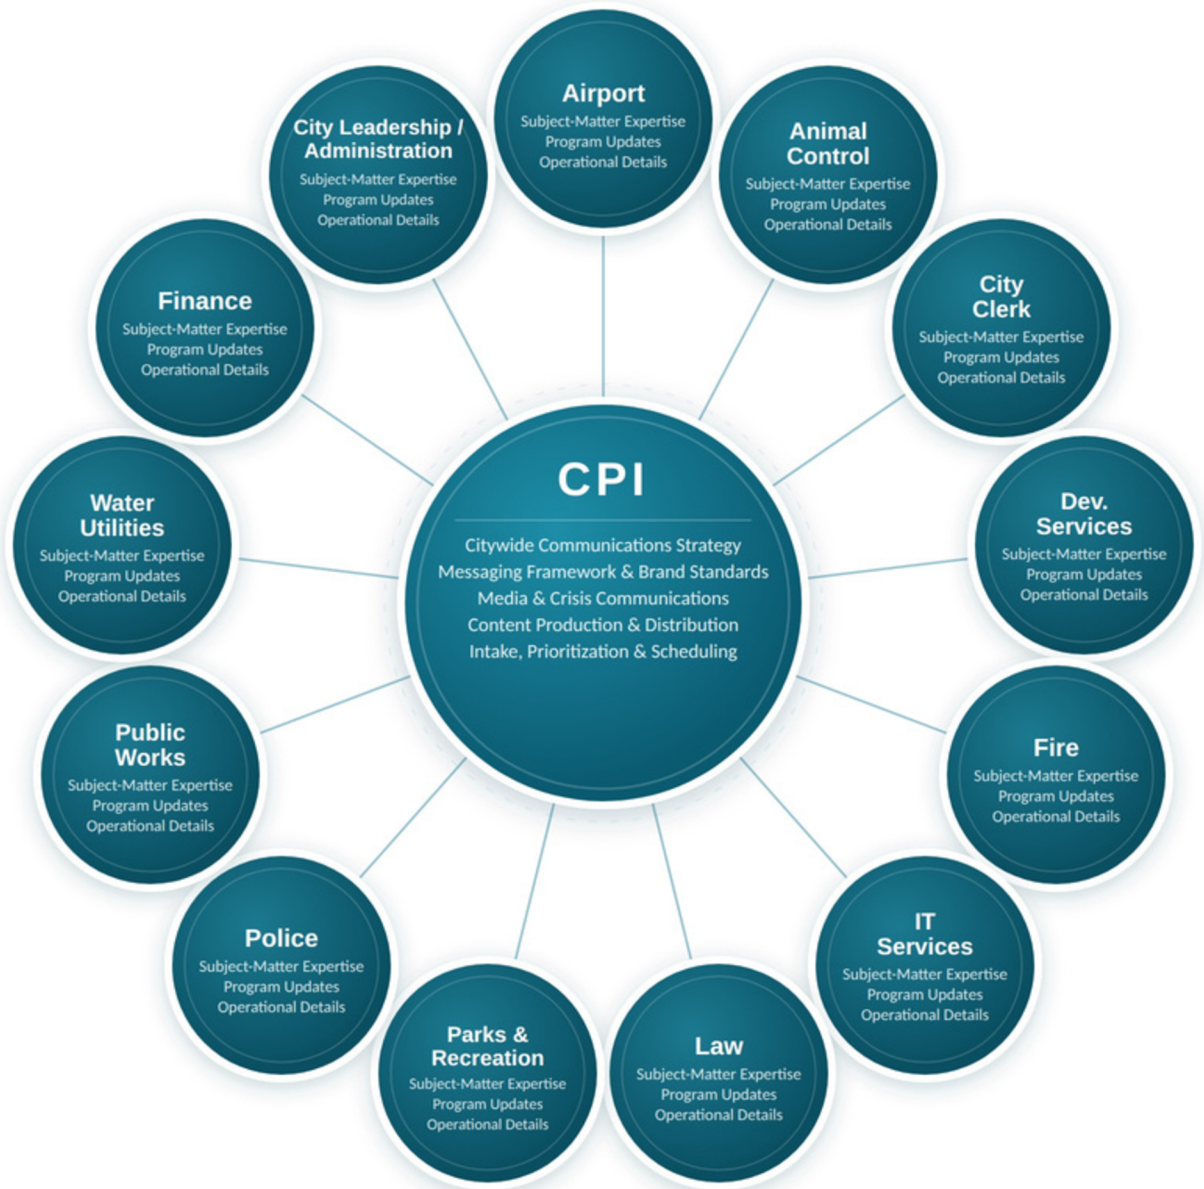 Airport
Subject-Matter Expertise
Program Updates
Operational Details
City Leadership /
Administration
Subject-Matter Expertise
Program Updates
Operational Details
Animal
Control
Subject-Matter Expertise
Program Updates
Operational Details
Finance
Subject-Matter Expertise
Program Updates
Operational Details
City
Clerk
Subject-Matter Expertise
Program Updates
Operational Details
CPI
Citywide Communications Strategy
Messaging Framework & Brand Standards
Media & Crisis Communications
Content Production & Distribution
Intake, Prioritization & Scheduling
Water
Utilities
Subject-Matter Expertise
Program Updates
Operational Details
Dev.
Services
Subject-Matter Expertise
Program Updates
Operational Details
Public
Works
Subject-Matter Expertise
Program Updates
Operational Details
Fire
Subject-Matter Expertise
Program Updates
Operational Details
Police
Subject-Matter Expertise
Program Updates
Operational Details
IT
Services
Subject-Matter Expertise
Program Updates
Operational Details
Parks &
Recreation
Subject-Matter Expertise
Program Updates
Operational Details
Law
Subject-Matter Expertise
Program Updates
Operational Details